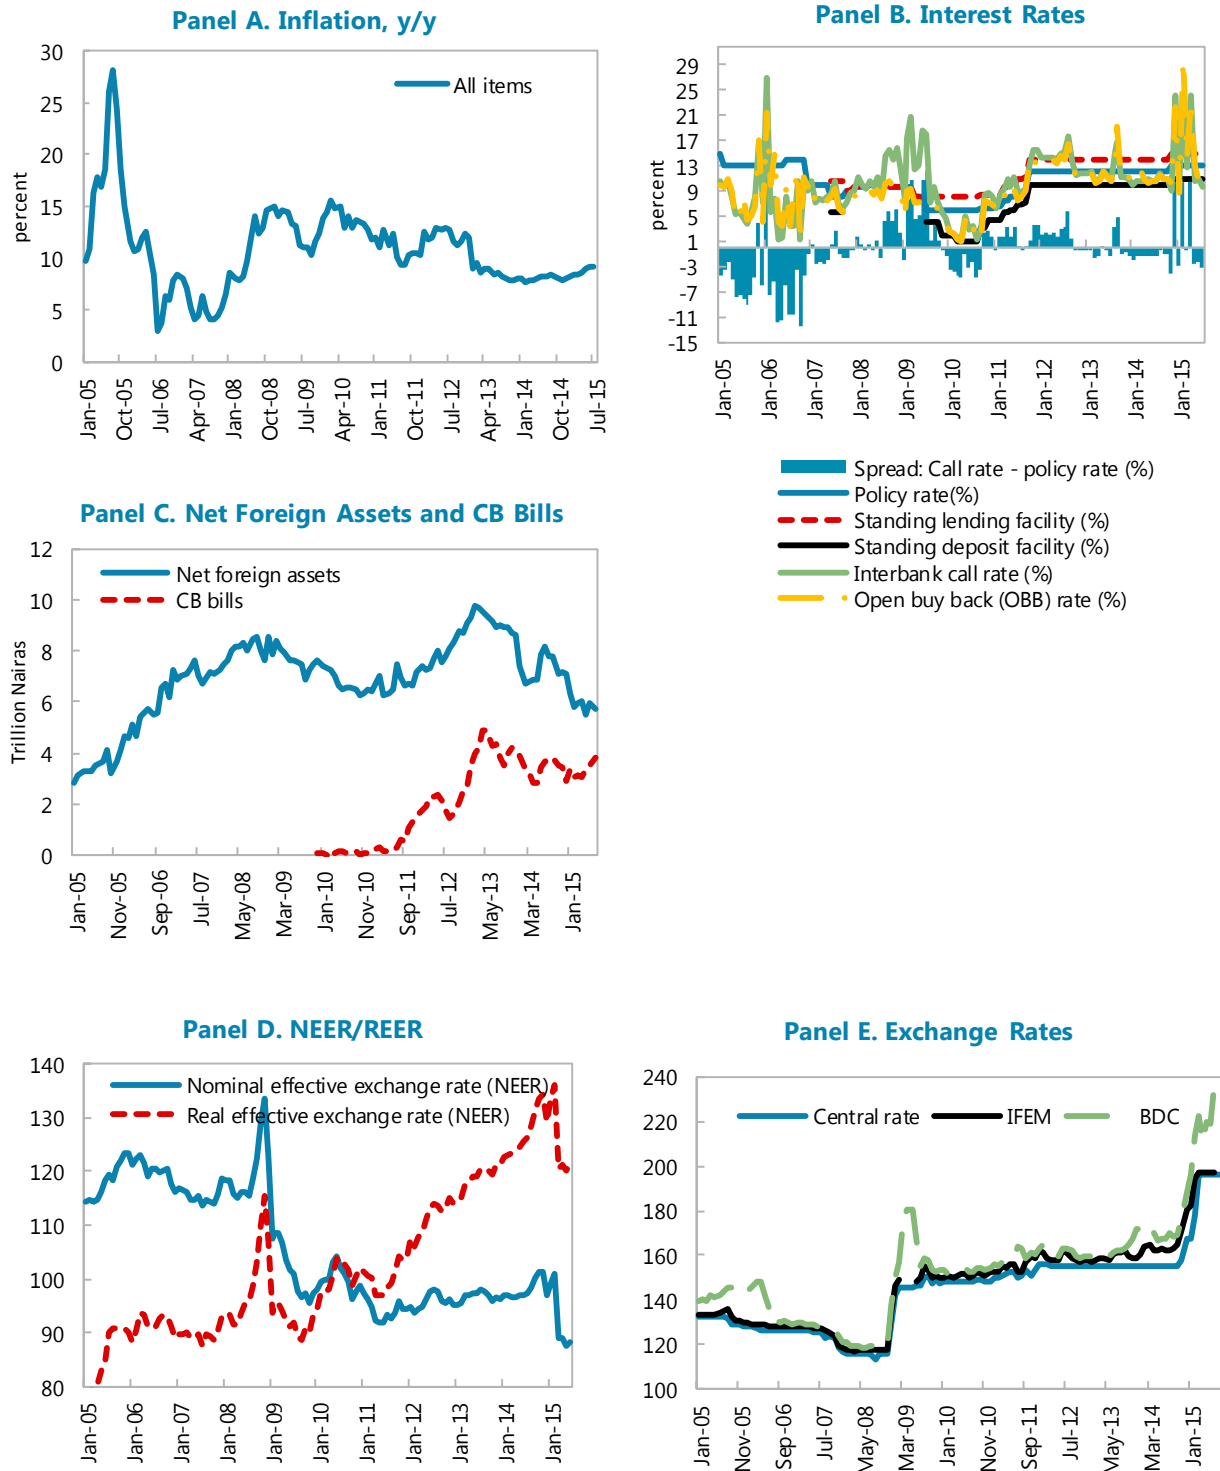 Panel A. Inflation, y/y
30
25
20
15
10
5
0
percent
All items
Jan-05
Oct-05
Jul-06
Apr-07
Jan-08
Oct-08
Jul-09
Apr-10
Jan-11
Oct-11
Jul-12
Apr-13
Jan-14
Oct-14
Jul-15
Panel B. Interest Rates
29
25
21
17
13
9
5
1
-3
-7
-11
-15
percent
Jan-05
Jan-06
Jan-07
Jan-08
Jan-09
Jan-10
Jan-11
Jan-12
Jan-13
Jan-14
Jan-15
Spread: Call rate - policy rate (%)
Policy rate(%)
Standing lending facility (%)
Standing deposit facility (%)
Interbank call rate (%)
Open buy back (OBB) rate (%)
Panel C. Net Foreign Assets and CB Bills
12
10
8
6
4
2
0
Trillion Nairas
Net foreign assets
CB bills
Jan-05
Nov-05
Sep-06
Jul-07
May-08
Mar-09
Jan-10
Nov-10
Sep-11
Jul-12
May-13
Mar-14
Jan-15
Panel D. NEER/REER
140
130
120
110
100
90
80
Nominal effective exchange rate (NEER)
Real effective exchange rate (NEER)
Jan-05
Jan-06
Jan-07
Jan-08
Jan-09
Jan-10
Jan-11
Jan-12
Jan-13
Jan-14
Jan-15
Panel E. Exchange Rates
240
220
200
180
160
140
120
100
Central rate
IFEM
BDC
Jan-05
Nov-05
Sep-06
Jul-07
May-08
Mar-09
Jan-10
Nov-10
Sep-11
Jul-12
May-13
Mar-14
Jan-15